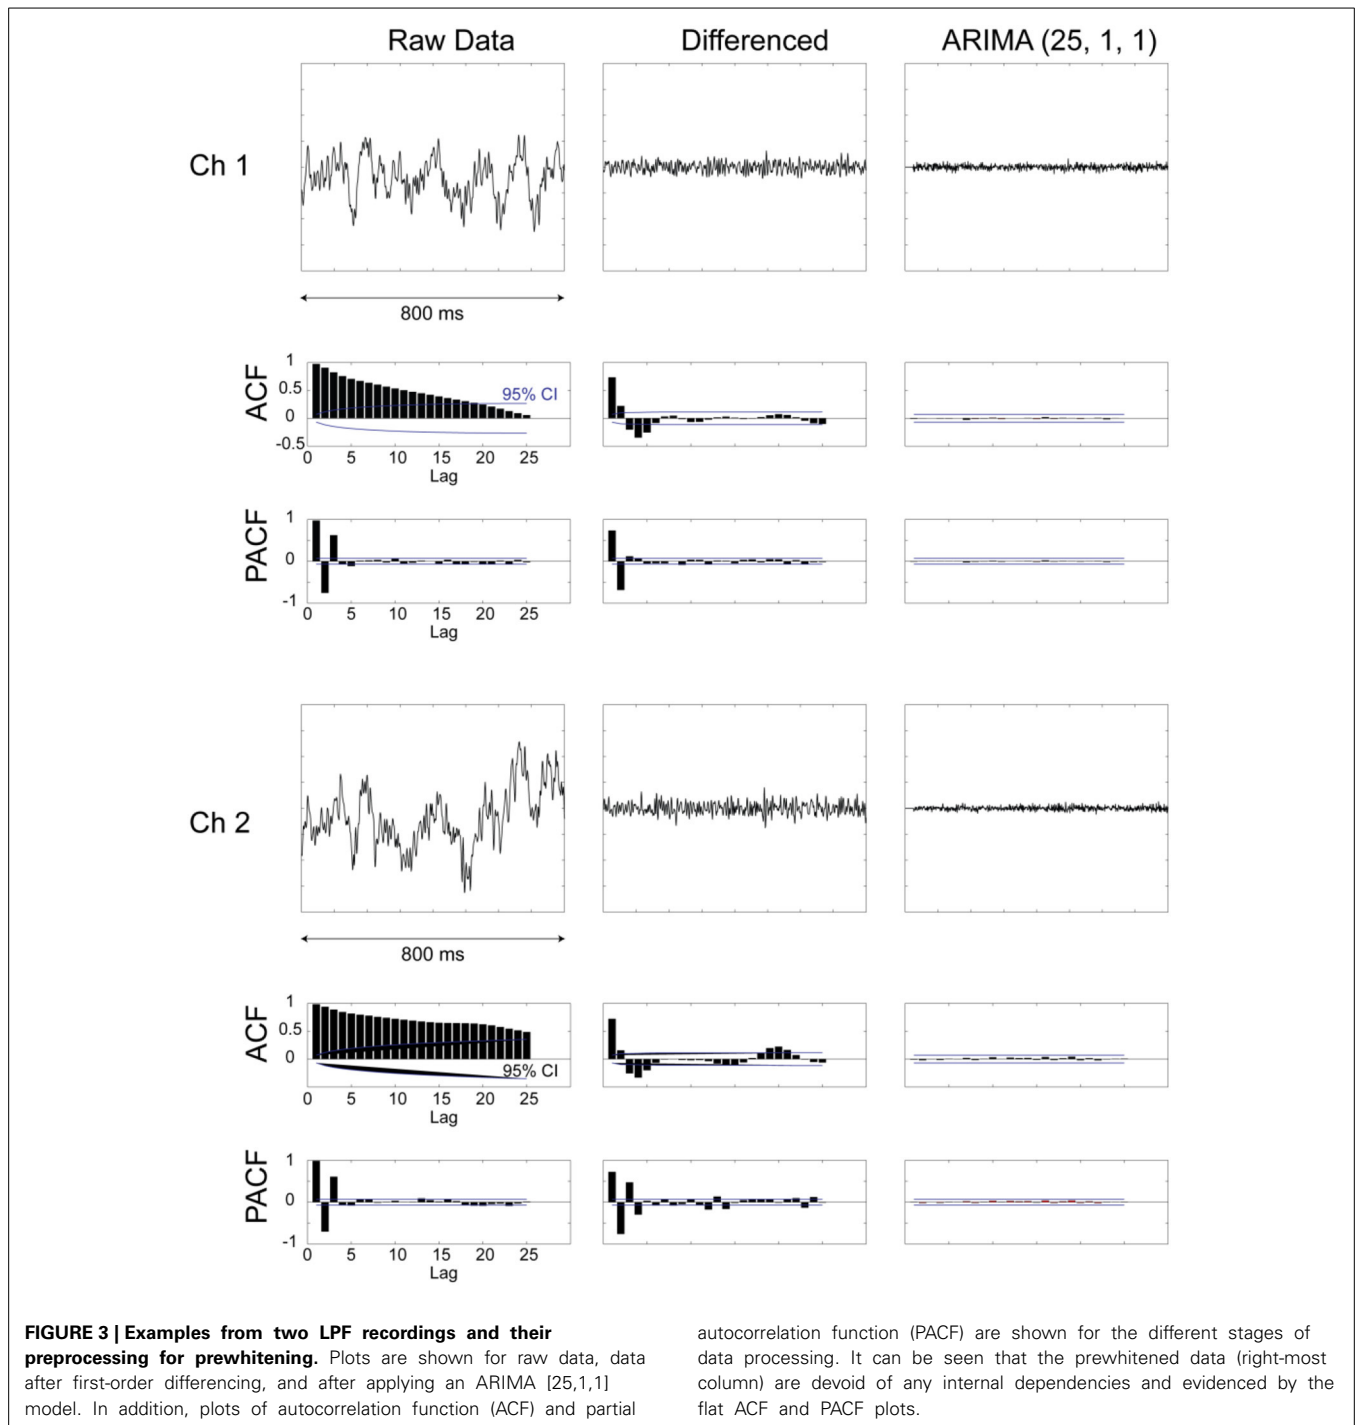 Raw Data
Differenced
ARIMA (25, 1, 1)
Ch 1
800 ms
ACF
1
0.5
0
-0.5
95% CI
0 5 10 15 20 25
Lag
PACF
1
0
-1
0 5 10 15 20 25
Lag
Ch 2
800 ms
ACF
1
0.5
0
95% CI
0 5 10 15 20 25
Lag
PACF
1
0
-1
0 5 10 15 20 25
Lag
FIGURE 3 | Examples from two LPF recordings and their
preprocessing for prewhitening. Plots are shown for raw data, data
after first-order differencing, and after applying an ARIMA [25,1,1]
model. In addition, plots of autocorrelation function (ACF) and partial
autocorrelation function (PACF) are shown for the different stages of
data processing. It can be seen that the prewhitened data (right-most
column) are devoid of any internal dependencies and evidenced by the
flat ACF and PACF plots.